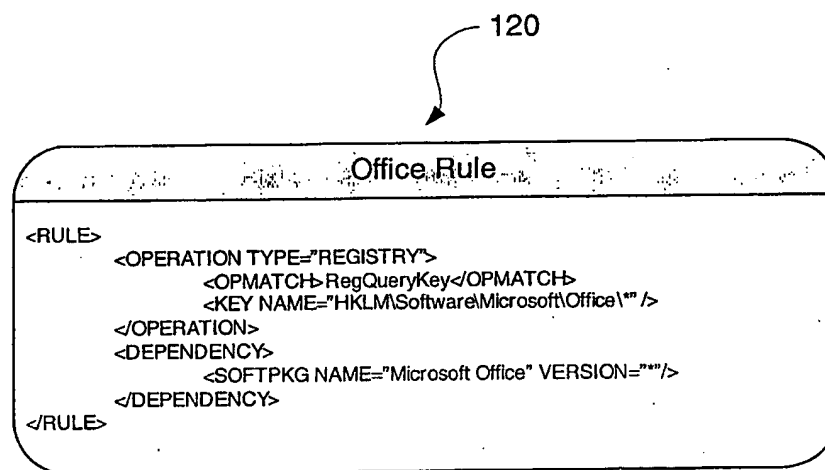 120
Office Rule
<RULE>
<OPERATION TYPE="REGISTRY">
<OPMATCH>RegQueryKey</OPMATCH>
<KEY NAME="HKLM\Software\Microsoft\Office\*" />
</OPERATION>
<DEPENDENCY>
<SOFTPKG NAME="Microsoft Office" VERSION="*"/>
</DEPENDENCY>
</RULE>